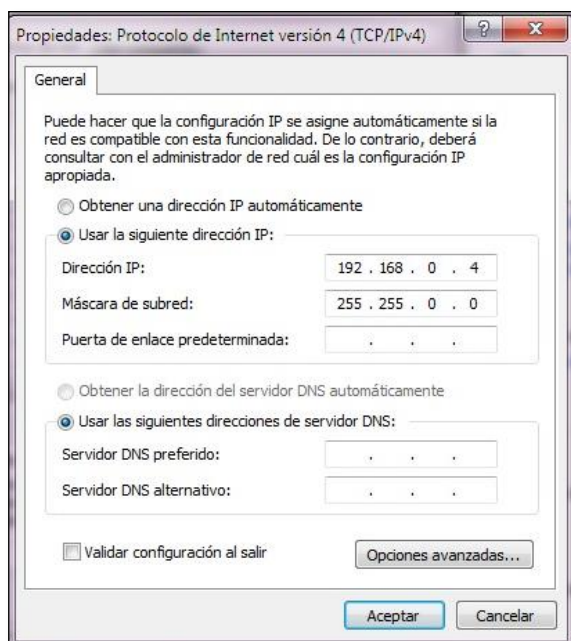 Propiedades: Protocolo de Internet versión 4 (TCP/IPv4)
General
Puede hacer que la configuración IP se asigne automáticamente si la
red es compatible con esta funcionalidad. De lo contrario, deberá
consultar con el administrador de red cuál es la configuración IP
apropiada.
Obtener una dirección IP automáticamente
Usar la siguiente dirección IP:
Dirección IP: 192 . 168 . 0 . 4
Máscara de subred: 255 . 255 . 0 . 0
Puerta de enlace predeterminada: . . .
Obtener la dirección del servidor DNS automáticamente
Usar las siguientes direcciones de servidor DNS:
Servidor DNS preferido: . . .
Servidor DNS alternativo: . . .
Validar configuración al salir Opciones avanzadas...
Aceptar Cancelar